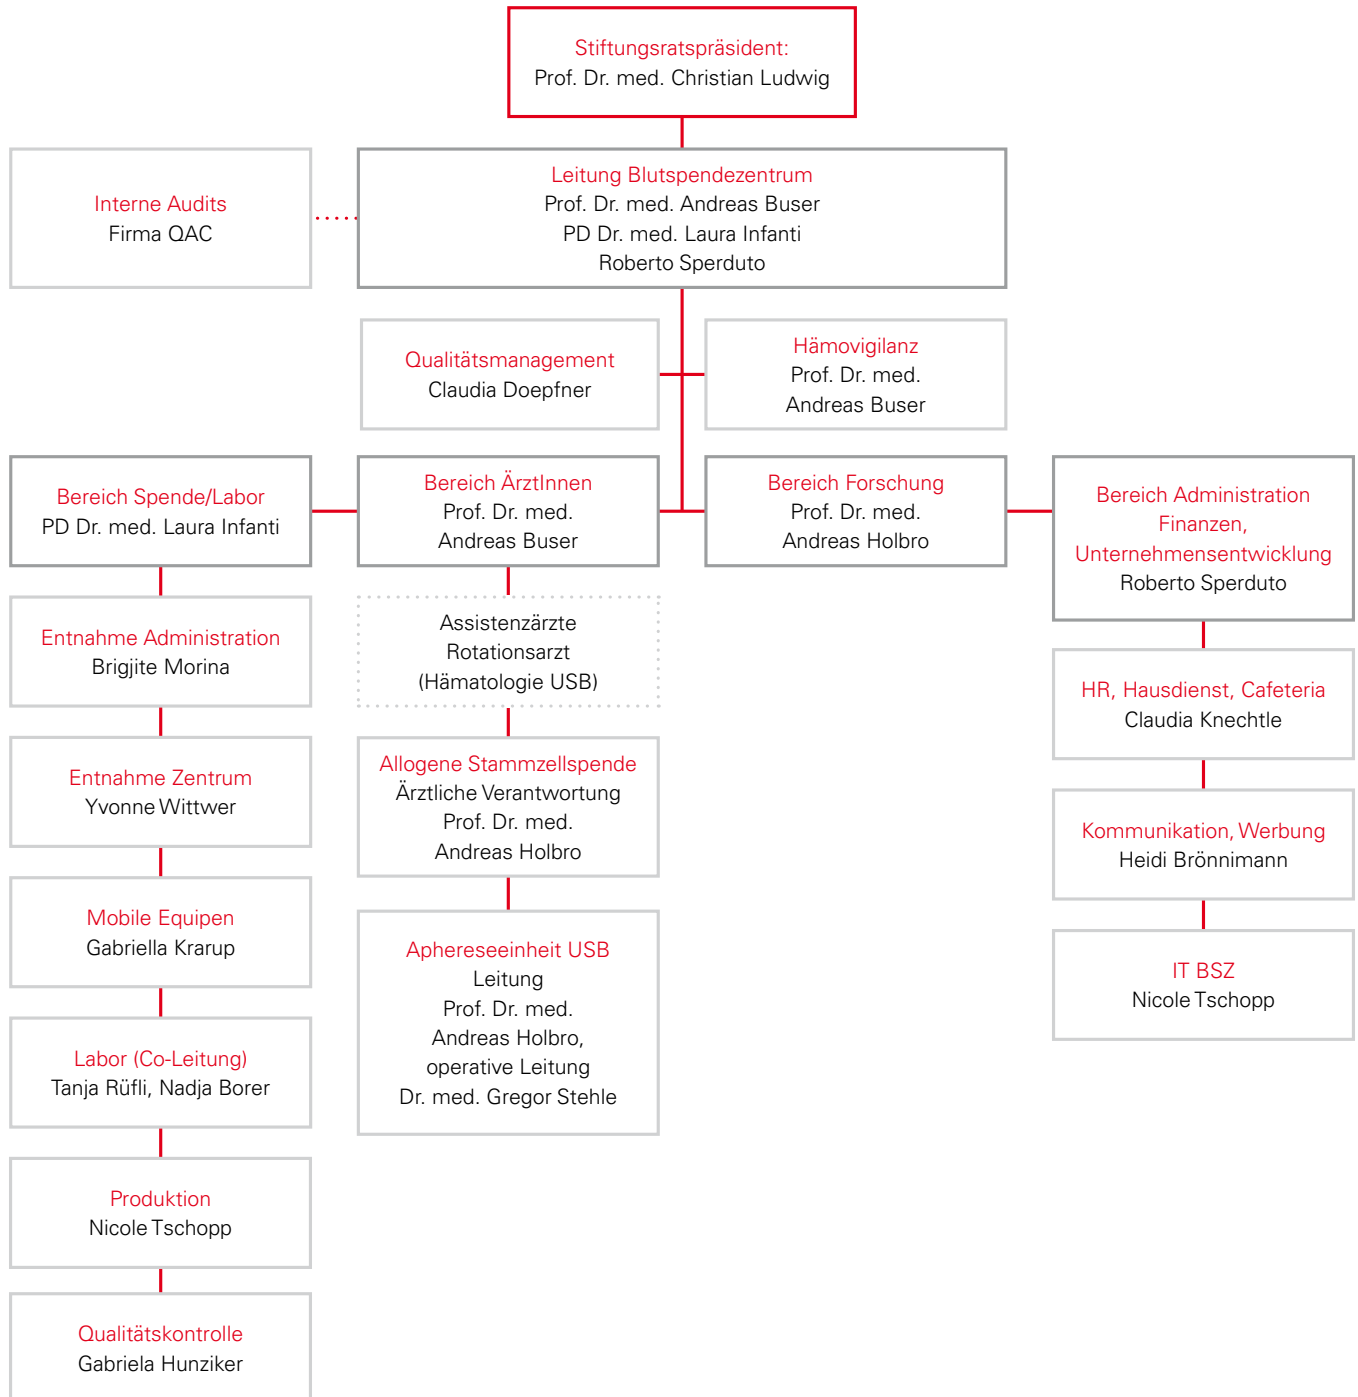 Stiftungsratspräsident:
Prof. Dr. med. Christian Ludwig
Interne Audits
Firma QAC
Leitung Blutspendezentrum
Prof. Dr. med. Andreas Buser
PD Dr. med. Laura Infanti
Roberto Sperduto
Qualitätsmanagement
Claudia Doepfner
Hämovigilanz
Prof. Dr. med.
Andreas Buser
Bereich Spende/Labor
PD Dr. med. Laura Infanti
Bereich ÄrztInnen
Prof. Dr. med.
Andreas Buser
Bereich Forschung
Prof. Dr. med.
Andreas Holbro
Bereich Administration
Finanzen,
Unternehmensentwicklung
Roberto Sperduto
Entnahme Administration
Brigjite Morina
Entnahme Zentrum
Yvonne Wittwer
Mobile Equipen
Gabriella Krarup
Labor (Co-Leitung)
Tanja Rüfli, Nadja Borer
Produktion
Nicole Tschopp
Qualitätskontrolle
Gabriela Hunziker
Assistenzärzte
Rotationsarzt
(Hämatologie USB)
Allogene Stammzellspende
Ärztliche Verantwortung
Prof. Dr. med.
Andreas Holbro
Aphereseeinheit USB
Leitung
Prof. Dr. med.
Andreas Holbro,
operative Leitung
Dr. med. Gregor Stehle
HR, Hausdienst, Cafeteria
Claudia Knechtle
Kommunikation, Werbung
Heidi Brönnimann
IT BSZ
Nicole Tschopp